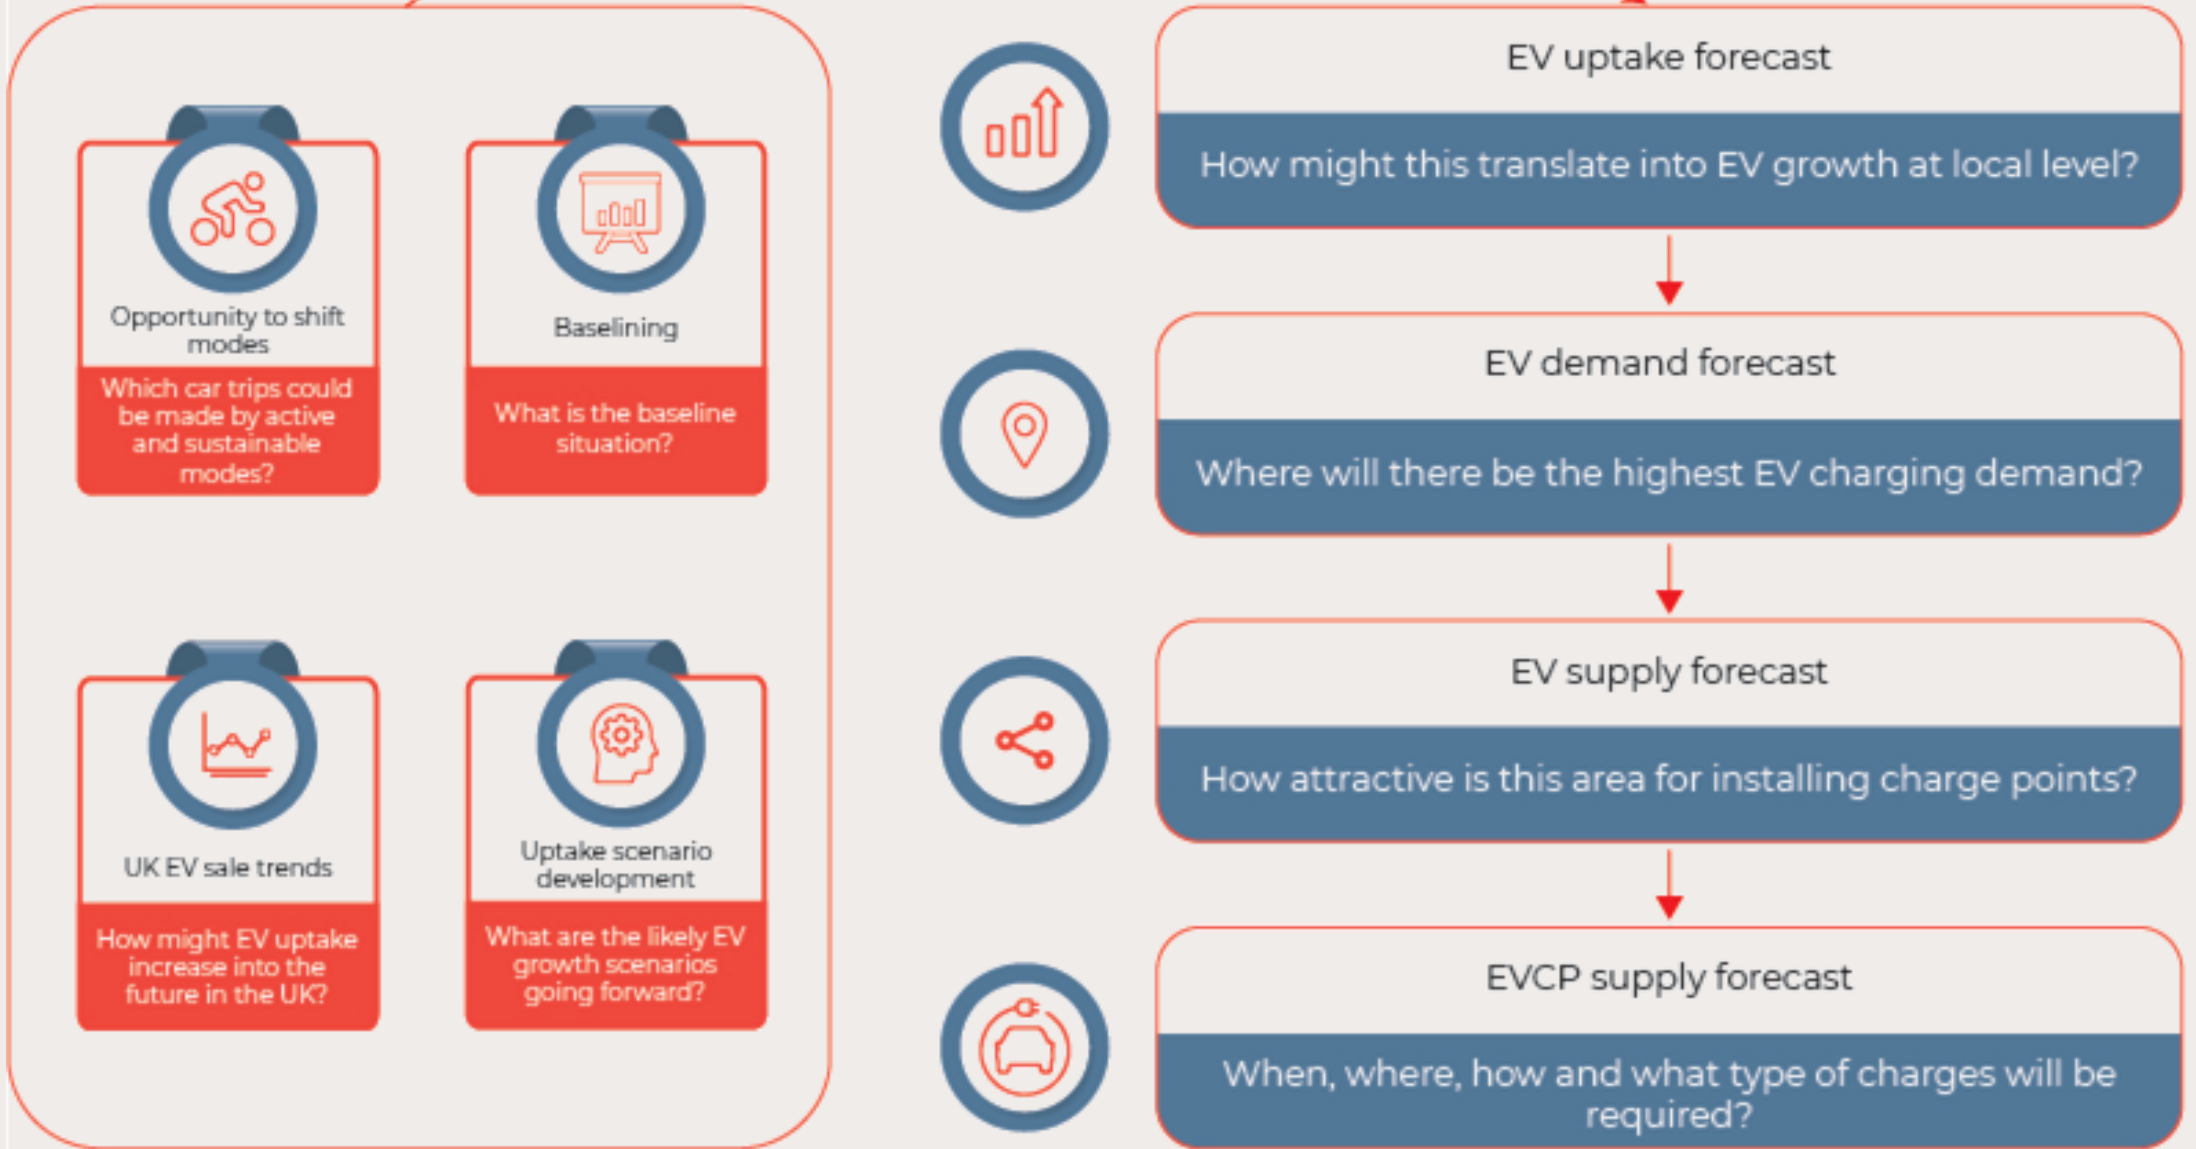 Opportunity to shift
modes
Which car trips could
be made by active
and sustainable
modes?
Baselining
What is the baseline
situation?
UK EV sale trends
How might EV uptake
increase into the
future in the UK?
Uptake scenario
development
What are the likely EV
growth scenarios
going forward?
EV uptake forecast
How might this translate into EV growth at local level?
EV demand forecast
Where will there be the highest EV charging demand?
EV supply forecast
How attractive is this area for installing charge points?
EVCP supply forecast
When, where, how and what type of charges will be
required?